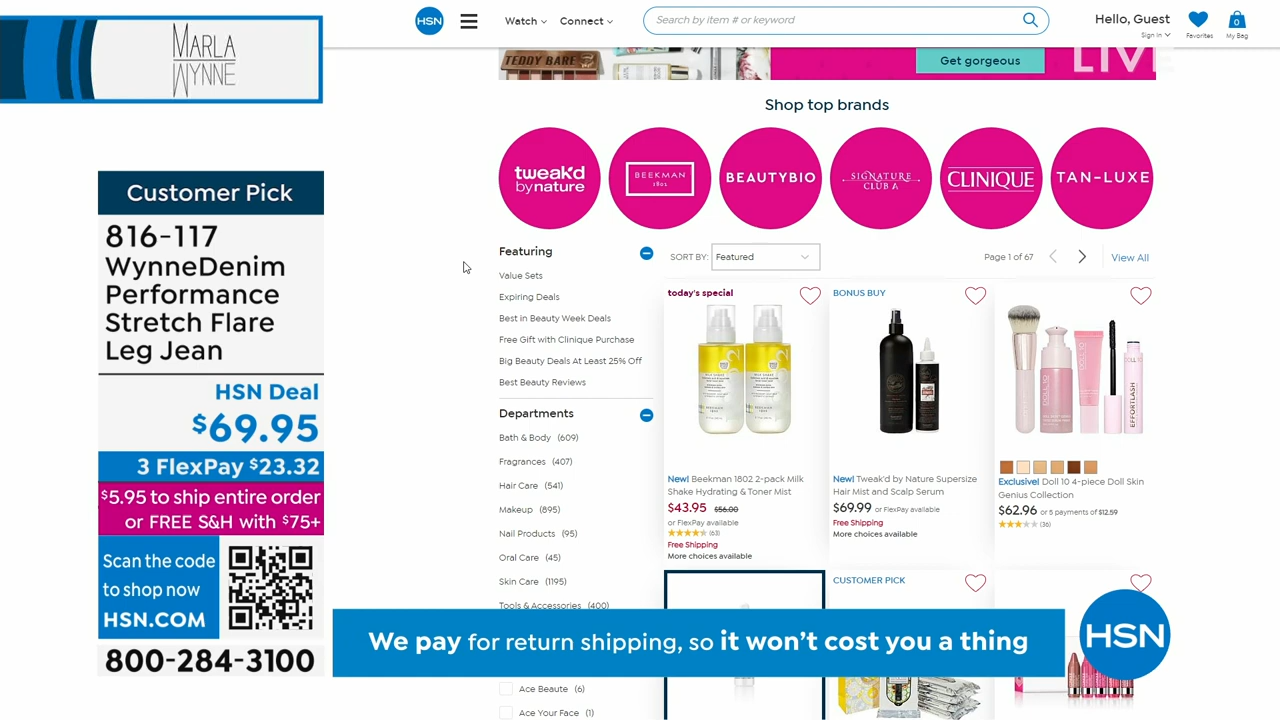 MARLA
WYNNE
HSN
Watch
Connect
Search by item # or keyword
Hello, Guest
Sign in
Favorites
0
My Bag
TEDDY BARE
Get gorgeous
LIVE
Shop top brands
tweak'd
by nature
BEEKMAN
1802
BEAUTYBIO
SIGNATURE
CLUB A
CLINIQUE
TAN-LUXE
Customer Pick
816-117
WynneDenim
Performance
Stretch Flare
Leg Jean
HSN Deal
$69.95
3 FlexPay $23.32
$5.95 to ship entire order
or FREE S&H with $75+
Scan the code
to shop now
HSN.COM
800-284-3100
Featuring
Value Sets
Expiring Deals
Best in Beauty Week Deals
Free Gift with Clinique Purchase
Big Beauty Deals At Least 25% Off
Best Beauty Reviews
Departments
Bath & Body (609)
Fragrances (407)
Hair Care (541)
Makeup (895)
Nail Products (95)
Oral Care (45)
Skin Care (1195)
Tools & Accessories (400)
Ace Beaute (6)
Ace Your Face (1)
SORT BY: Featured
Page 1 of 67
View All
today's special
New! Beekman 1802 2-pack Milk
Shake Hydrating & Toner Mist
$43.95 $56.00
or FlexPay available
(63)
Free Shipping
More choices available
BONUS BUY
New! Tweak'd by Nature Supersize
Hair Mist and Scalp Serum
$69.99 or FlexPay available
Free Shipping
More choices available
DOLL 10
DOLL 10
EFFORTLASH
Exclusive! Doll 10 4-piece Doll Skin
Genius Collection
$62.96 or 5 payments of $12.59
(36)
CUSTOMER PICK
We pay for return shipping, so it won't cost you a thing
HSN